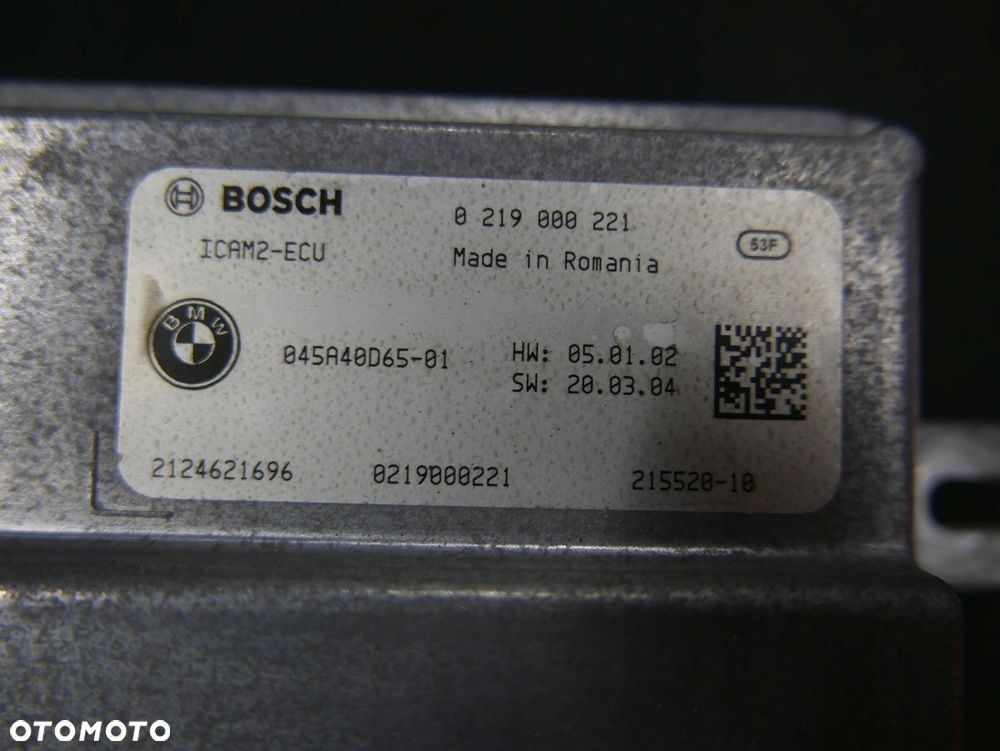 BOSCH 0 219 000 221
ICAM2-ECU Made in Romania 53F
BMW
045A40D65-01 HW: 05.01.02
SW: 20.03.04
2124621696 0219000221 215520-10
OTOMOTO